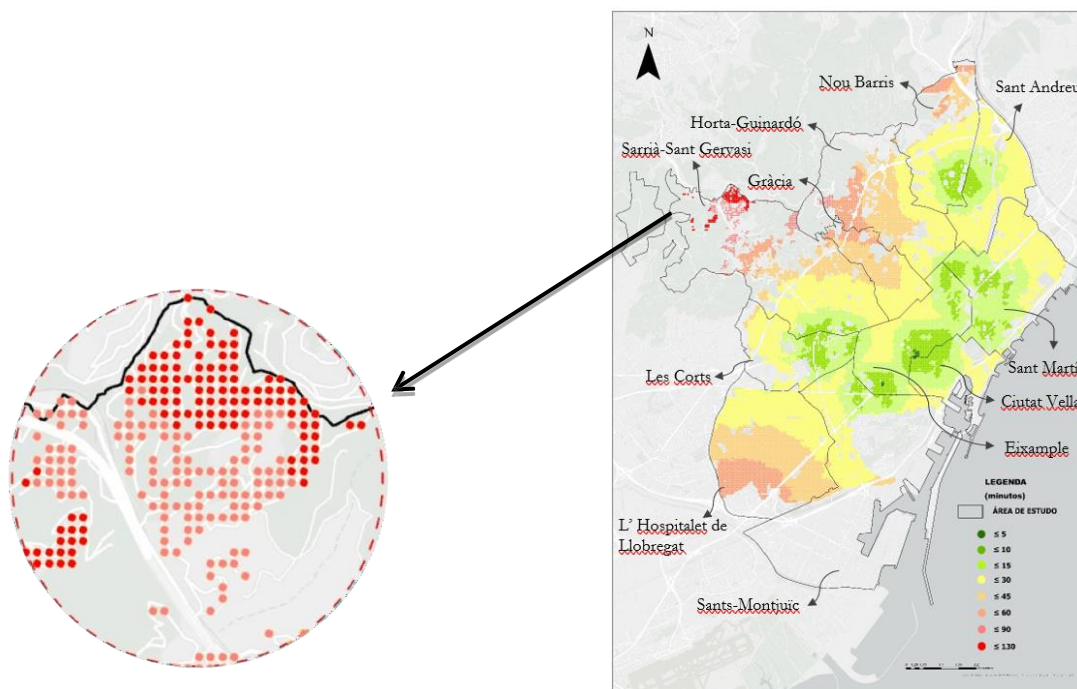 N
Nou Barris
Sant Andreu
Horta-Guinardó
Sarrià-Sant Gervasi
Gràcia
Les Corts
Sant Martí
Ciutat Vella
Eixample
L' Hospitalet de
Llobregat
Sants-Montjuïc
LEGENDA
(minutos)
ÁREA DE ESTUDO
≤ 5
≤ 10
≤ 15
≤ 30
≤ 45
≤ 60
≤ 90
≤ 130